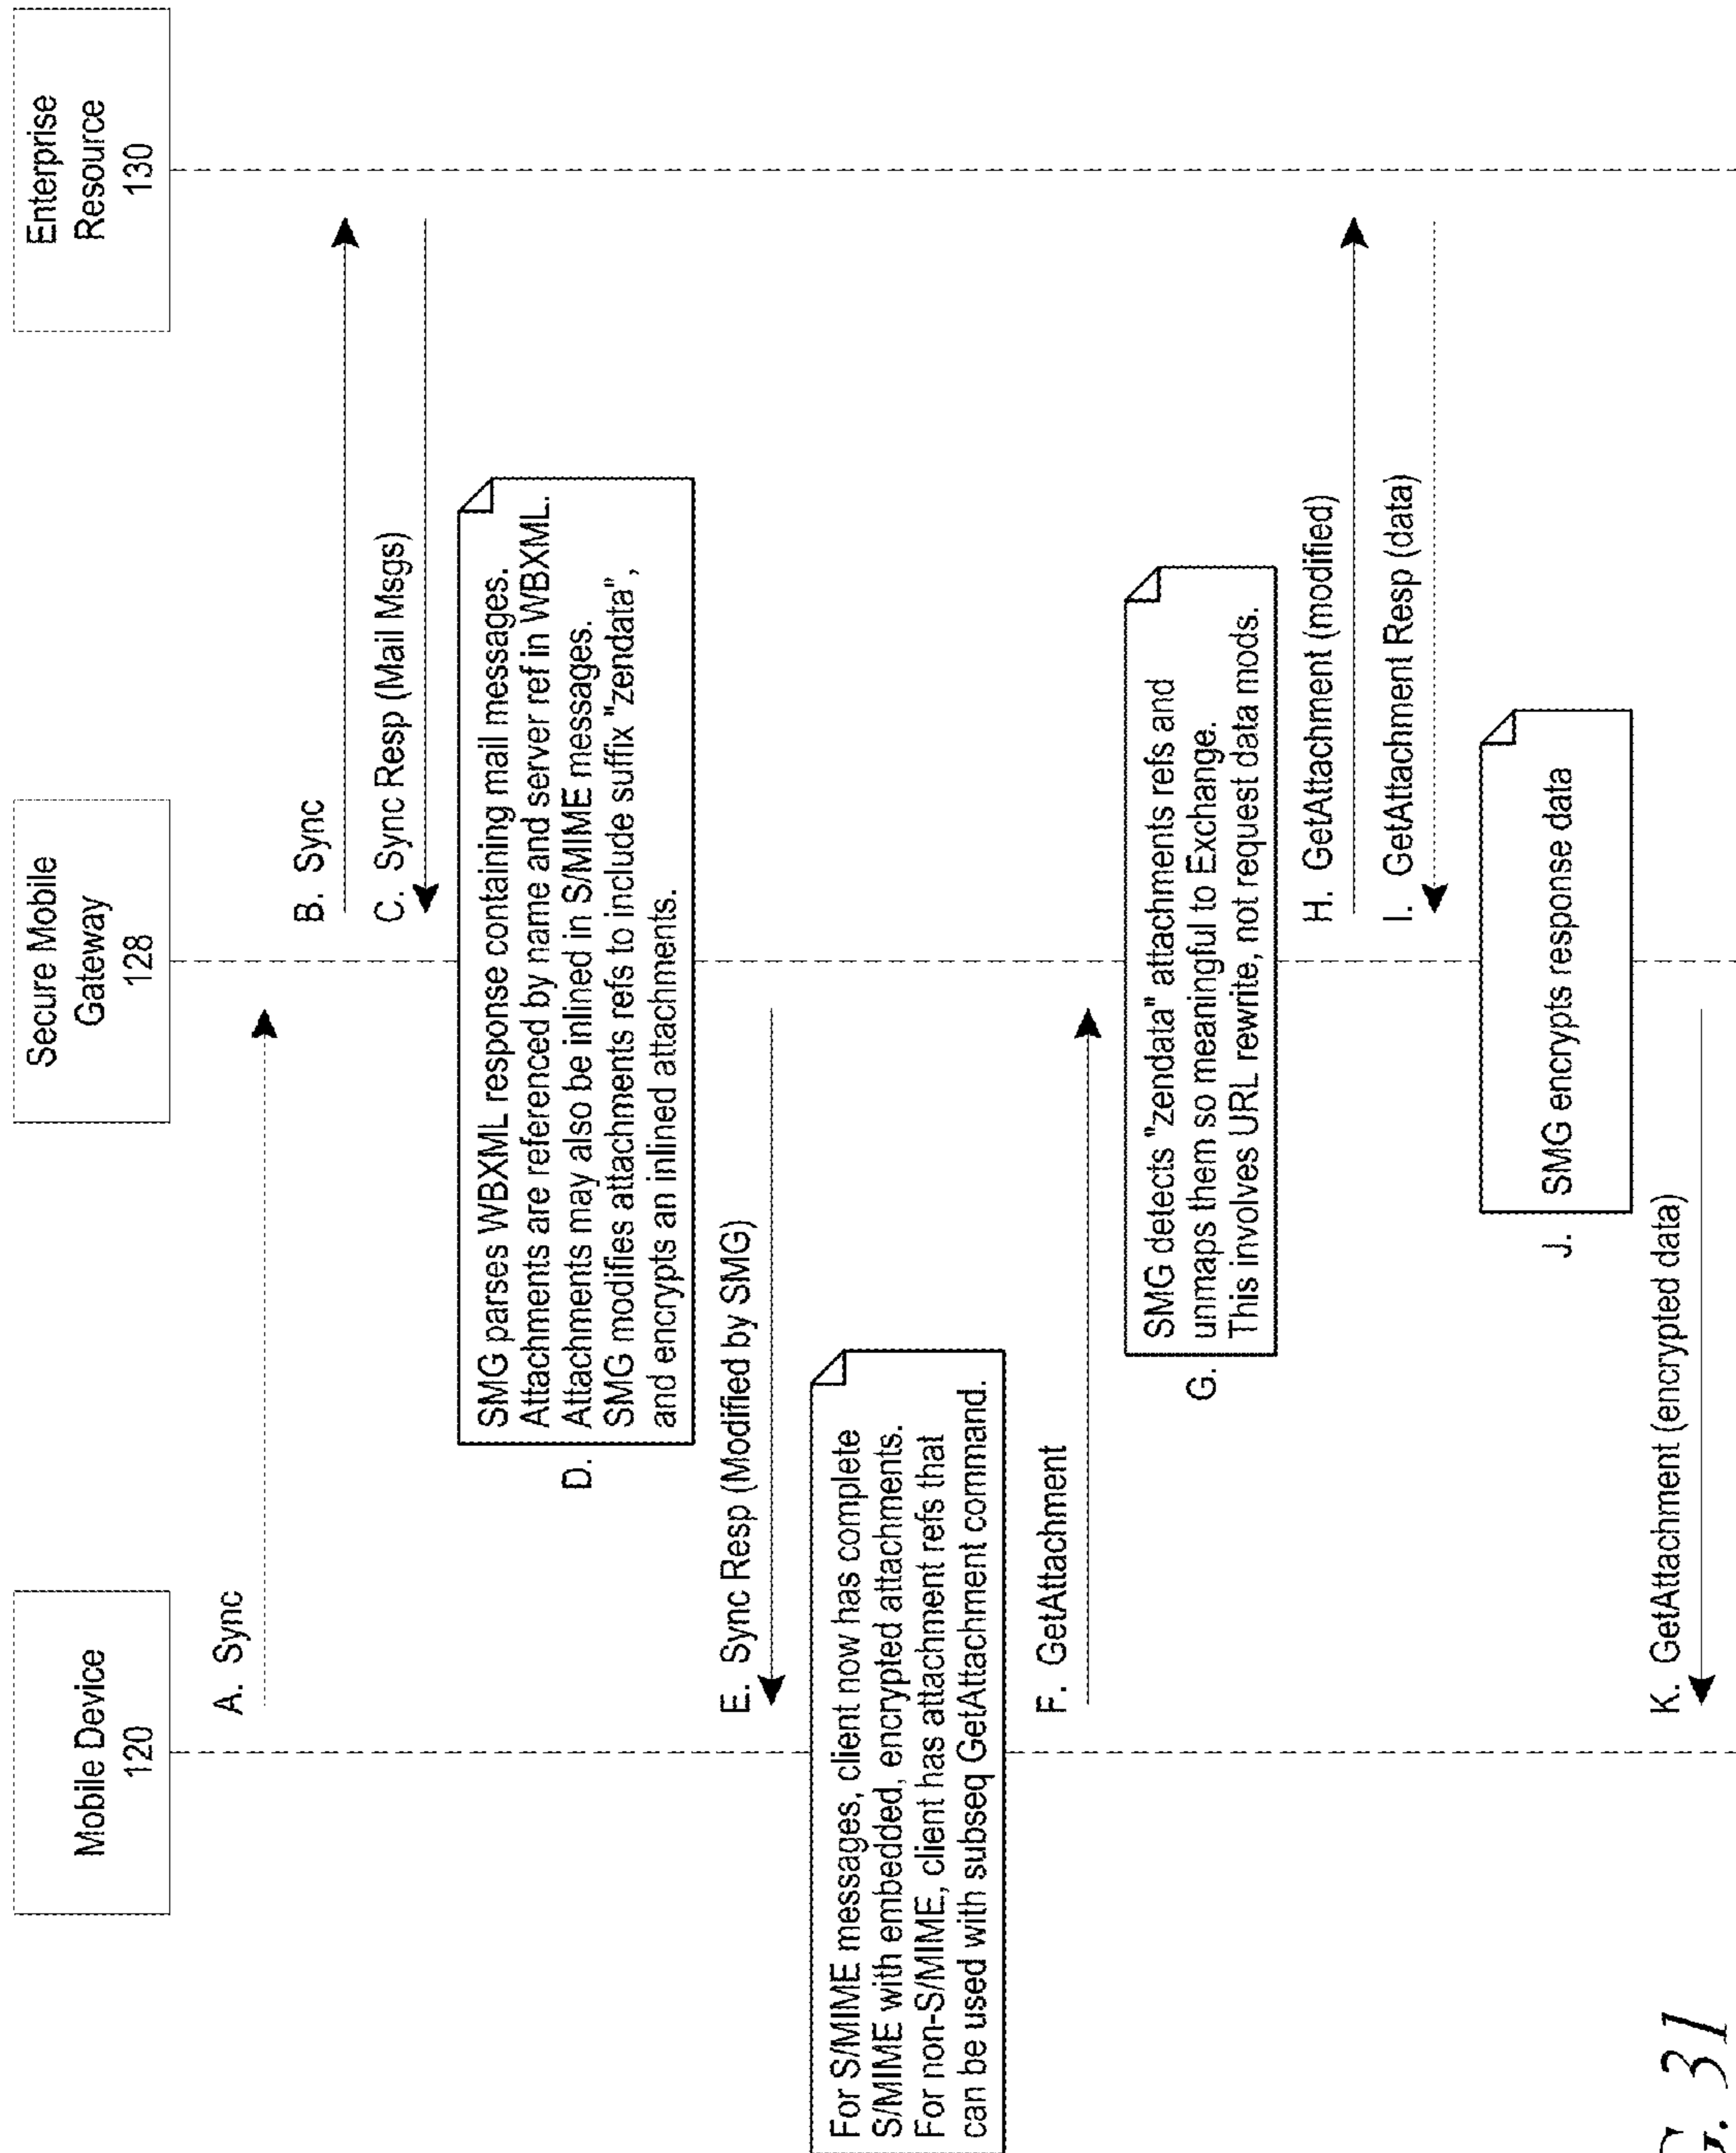 Mobile Device
120
Secure Mobile
Gateway
128
Enterprise
Resource
130
A. Sync
B. Sync
C. Sync Resp (Mail Msgs)
D.
SMG parses WBXML response containing mail messages.
Attachments are referenced by name and server ref in WBXML.
Attachments may also be inlined in S/MIME messages.
SMG modifies attachments refs to include suffix "zendata",
and encrypts an inlined attachments.
E. Sync Resp (Modified by SMG)
For S/MIME messages, client now has complete
S/MIME with embedded, encrypted attachments.
For non-S/MIME, client has attachment refs that
can be used with subseq GetAttachment command.
F. GetAttachment
G.
SMG detects "zendata" attachments refs and
unmaps them so meaningful to Exchange.
This involves URL rewrite, not request data mods.
H. GetAttachment (modified)
I. GetAttachment Resp (data)
J.
SMG encrypts response data
K. GetAttachment (encrypted data)
31